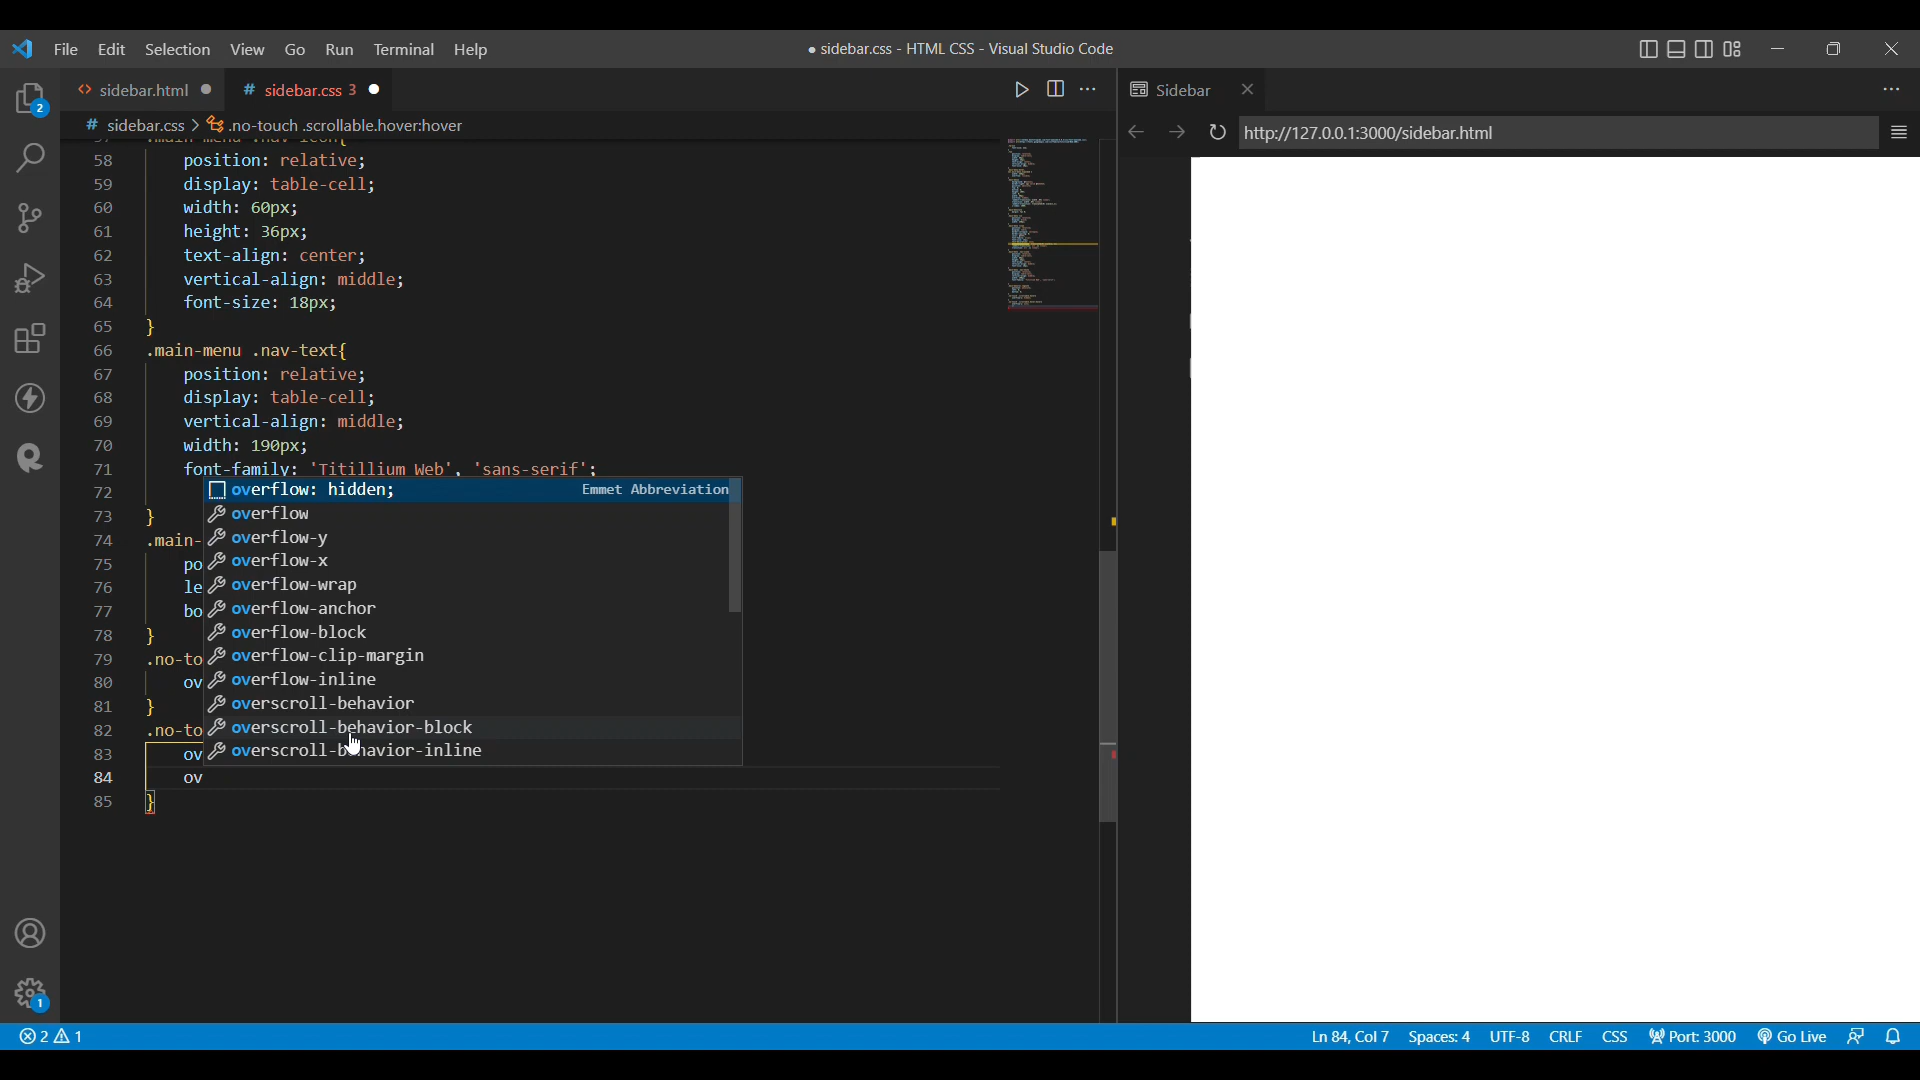 File Edit Selection View Go Run Terminal Help
● sidebar.css - HTML CSS - Visual Studio Code
sidebar.html
# sidebar.css 3
Sidebar
# sidebar.css > .no-touch .scrollable.hover:hover
http://127.0.0.1:3000/sidebar.html
2
58 position: relative;
59 display: table-cell;
60 width: 60px;
61 height: 36px;
62 text-align: center;
63 vertical-align: middle;
64 font-size: 18px;
65 }
66 .main-menu .nav-text{
67 position: relative;
68 display: table-cell;
69 vertical-align: middle;
70 width: 190px;
71 font-family: 'Titillium Web', 'sans-serif';
72
73 }
74 .main-
75 po
76 le
77 bo
78 }
79 .no-to
80 ov
81 }
82 .no-to
83 ov
84 ov
85 }
overflow: hidden; Emmet Abbreviation
overflow
overflow-y
overflow-x
overflow-wrap
overflow-anchor
overflow-block
overflow-clip-margin
overflow-inline
overscroll-behavior
overscroll-behavior-block
overscroll-behavior-inline
1
2 1
Ln 84, Col 7 Spaces: 4 UTF-8 CRLF CSS Port: 3000 Go Live